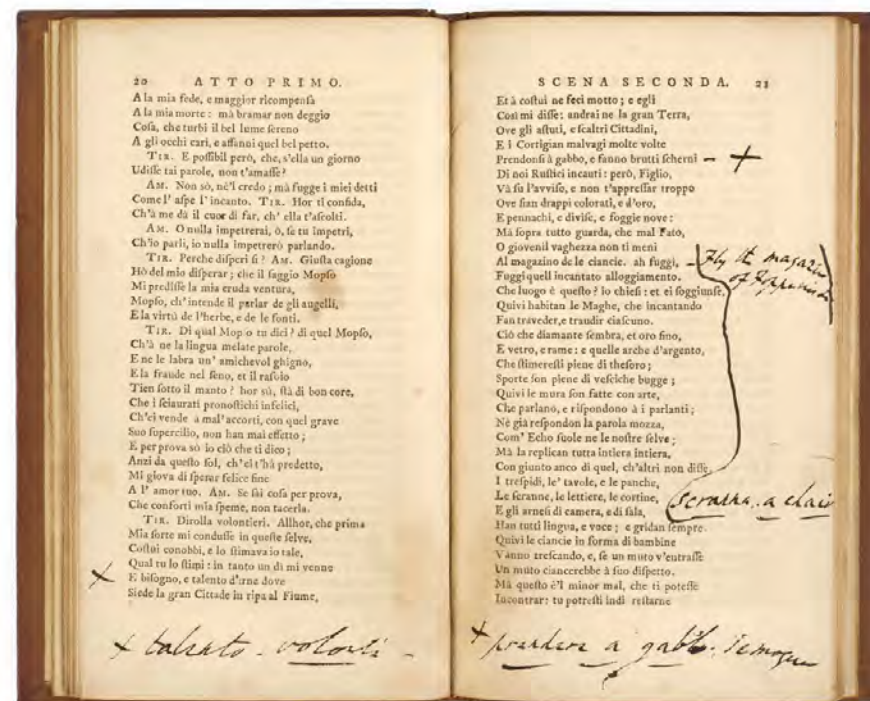 20 ATTO PRIMO.
A la mia fede, e maggior ricompenſa
A la mia morte: mà bramar non deggio
Coſa, che turbi il bel lume ſereno
A gli occhi cari, e affanni quel bel petto.
TIR. E poſſibil però, che, s'ella un giorno
Udiſſe tai parole, non t'amaſſe?
AM. Non sò, nè'l credo; mà fugge i miei detti
Come l' aſpe l' incanto. TIR. Hor ti confida,
Ch'à me dà il cuor di far, ch' ella t'aſcolti.
AM. O nulla impetrerai, ò, ſe tu impetri,
Ch'io parli, io nulla impetrerò parlando.
TIR. Perche diſperi ſi? AM. Giuſta cagione
Hò del mio diſperar; che il ſaggio Mopſo
Mi prediſſe la mia cruda ventura,
Mopſo, ch' intende il parlar de gli augelli,
E la virtù de l'herbe, e de le fonti.
TIR. Di qual Mopſo tu dici? di quel Mopſo,
Ch'à ne la lingua melate parole,
E ne le labra un' amichevol ghigno,
E la fraude nel ſeno, et il raſoio
Tien ſotto il manto? hor sù, ſtà di bon core,
Che i ſciaurati pronoſtichi infelici,
Ch'ei vende à mal'accorti, con quel grave
Suo ſupercilio, non han mai effetto;
E per prova sò io ciò che ti dico;
Anzi da queſto ſol, ch'ei t'hà predetto,
Mi giova di ſperar felice fine
A l' amor tuo. AM. Se ſai coſa per prova,
Che conforti mia ſpeme, non tacerla.
TIR. Dirolla volontieri. Allhor, che prima
Mia ſorte mi conduſſe in queſte ſelve,
Coſtui conobbi, e lo ſtimava io tale,
Qual tu lo ſtimi: in tanto un dì mi venne
+ E biſogno, e talento d'irne dove
Siede la gran Cittade in ripa al Fiume,
+ talento - volontà -
SCENA SECONDA. 21
Et à coſtui ne feci motto; e egli
Così mi diſſe: andrai ne la gran Terra,
Ove gli aſtuti, e ſcaltri Cittadini,
E i Cortigian malvagi molte volte
Prendonſi à gabbo, e fanno brutti ſcherni - +
Di noi Ruſtici incauti: però, Figlio,
Và ſu l'avviſo, e non t'appreſſar troppo
Ove ſian drappi colorati, e d'oro,
E pennachi, e diviſe, e foggie nove:
Mà ſopra tutto guarda, che mal Fato,
O giovenil vaghezza non ti meni
Al magazino de le ciancie. ah fuggi, - Fly the magazine
Fuggi quell incantato alloggiamento. of
Che luogo è queſto? io chieſi: et ei ſoggiunſe,
Quivi habitan le Maghe, che incantando
Fan traveder, e traudir ciaſcuno.
Ciò che diamante ſembra, et oro fino,
E vetro, e rame: e quelle arche d'argento,
Che ſtimereſti piene di theſoro;
Sporte ſon piene di veſciche bugge;
Quivi le mura ſon fatte con arte,
Che parlano, e riſpondono à i parlanti;
Nè già reſpondon la parola mozza,
Com' Echo ſuole ne le noſtre ſelve;
Mà la replican tutta intiera intiera,
Con giunto anco di quel, ch'altri non diſſe,
I treſpidi, le' tavole, e le panche,
Le ſcranne, le lettiere, le cortine, scranna. a chair
E gli arneſi di camera, e di ſala,
Han tutti lingua, e voce; e gridan ſempre.
Quivi le ciancie in forma di bambine
Vanno treſcando, e, ſe un muto v'entraſſe
Un muto ciancerebbe à ſuo diſpetto.
Mà queſto è'l minor mal, che ti poteſſe
Incontrar: tu potreſti indi reſtarne
+ prendere a gabbo.